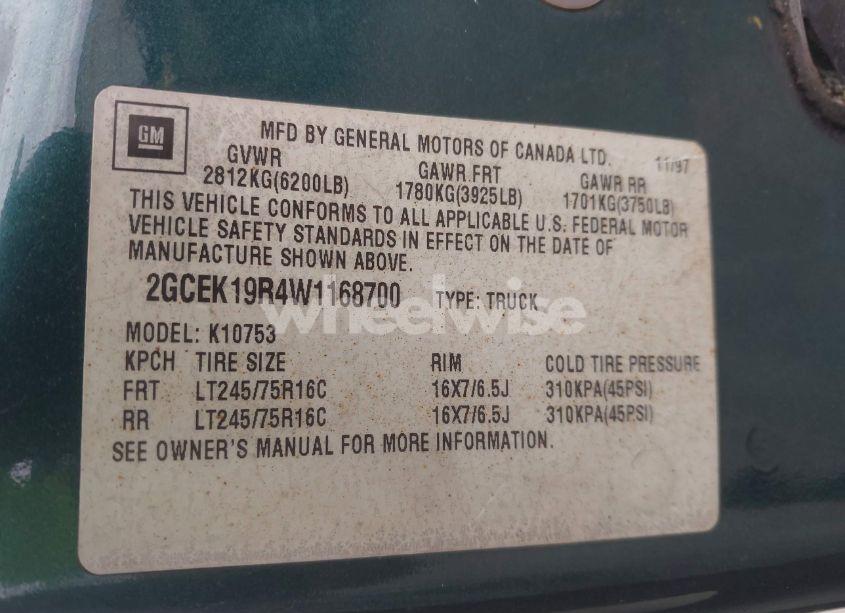 GM
MFD BY GENERAL MOTORS OF CANADA LTD. 11/97
GVWR GAWR FRT GAWR RR
2812KG(6200LB) 1780KG(3925LB) 1701KG(3750LB)
THIS VEHICLE CONFORMS TO ALL APPLICABLE U.S. FEDERAL MOTOR
VEHICLE SAFETY STANDARDS IN EFFECT ON THE DATE OF
MANUFACTURE SHOWN ABOVE.
2GCEK19R4W1168700 TYPE: TRUCK
wheelwise
MODEL: K10753
KPCH TIRE SIZE RIM COLD TIRE PRESSURE
FRT LT245/75R16C 16X7/6.5J 310KPA(45PSI)
RR LT245/75R16C 16X7/6.5J 310KPA(45PSI)
SEE OWNER'S MANUAL FOR MORE INFORMATION.